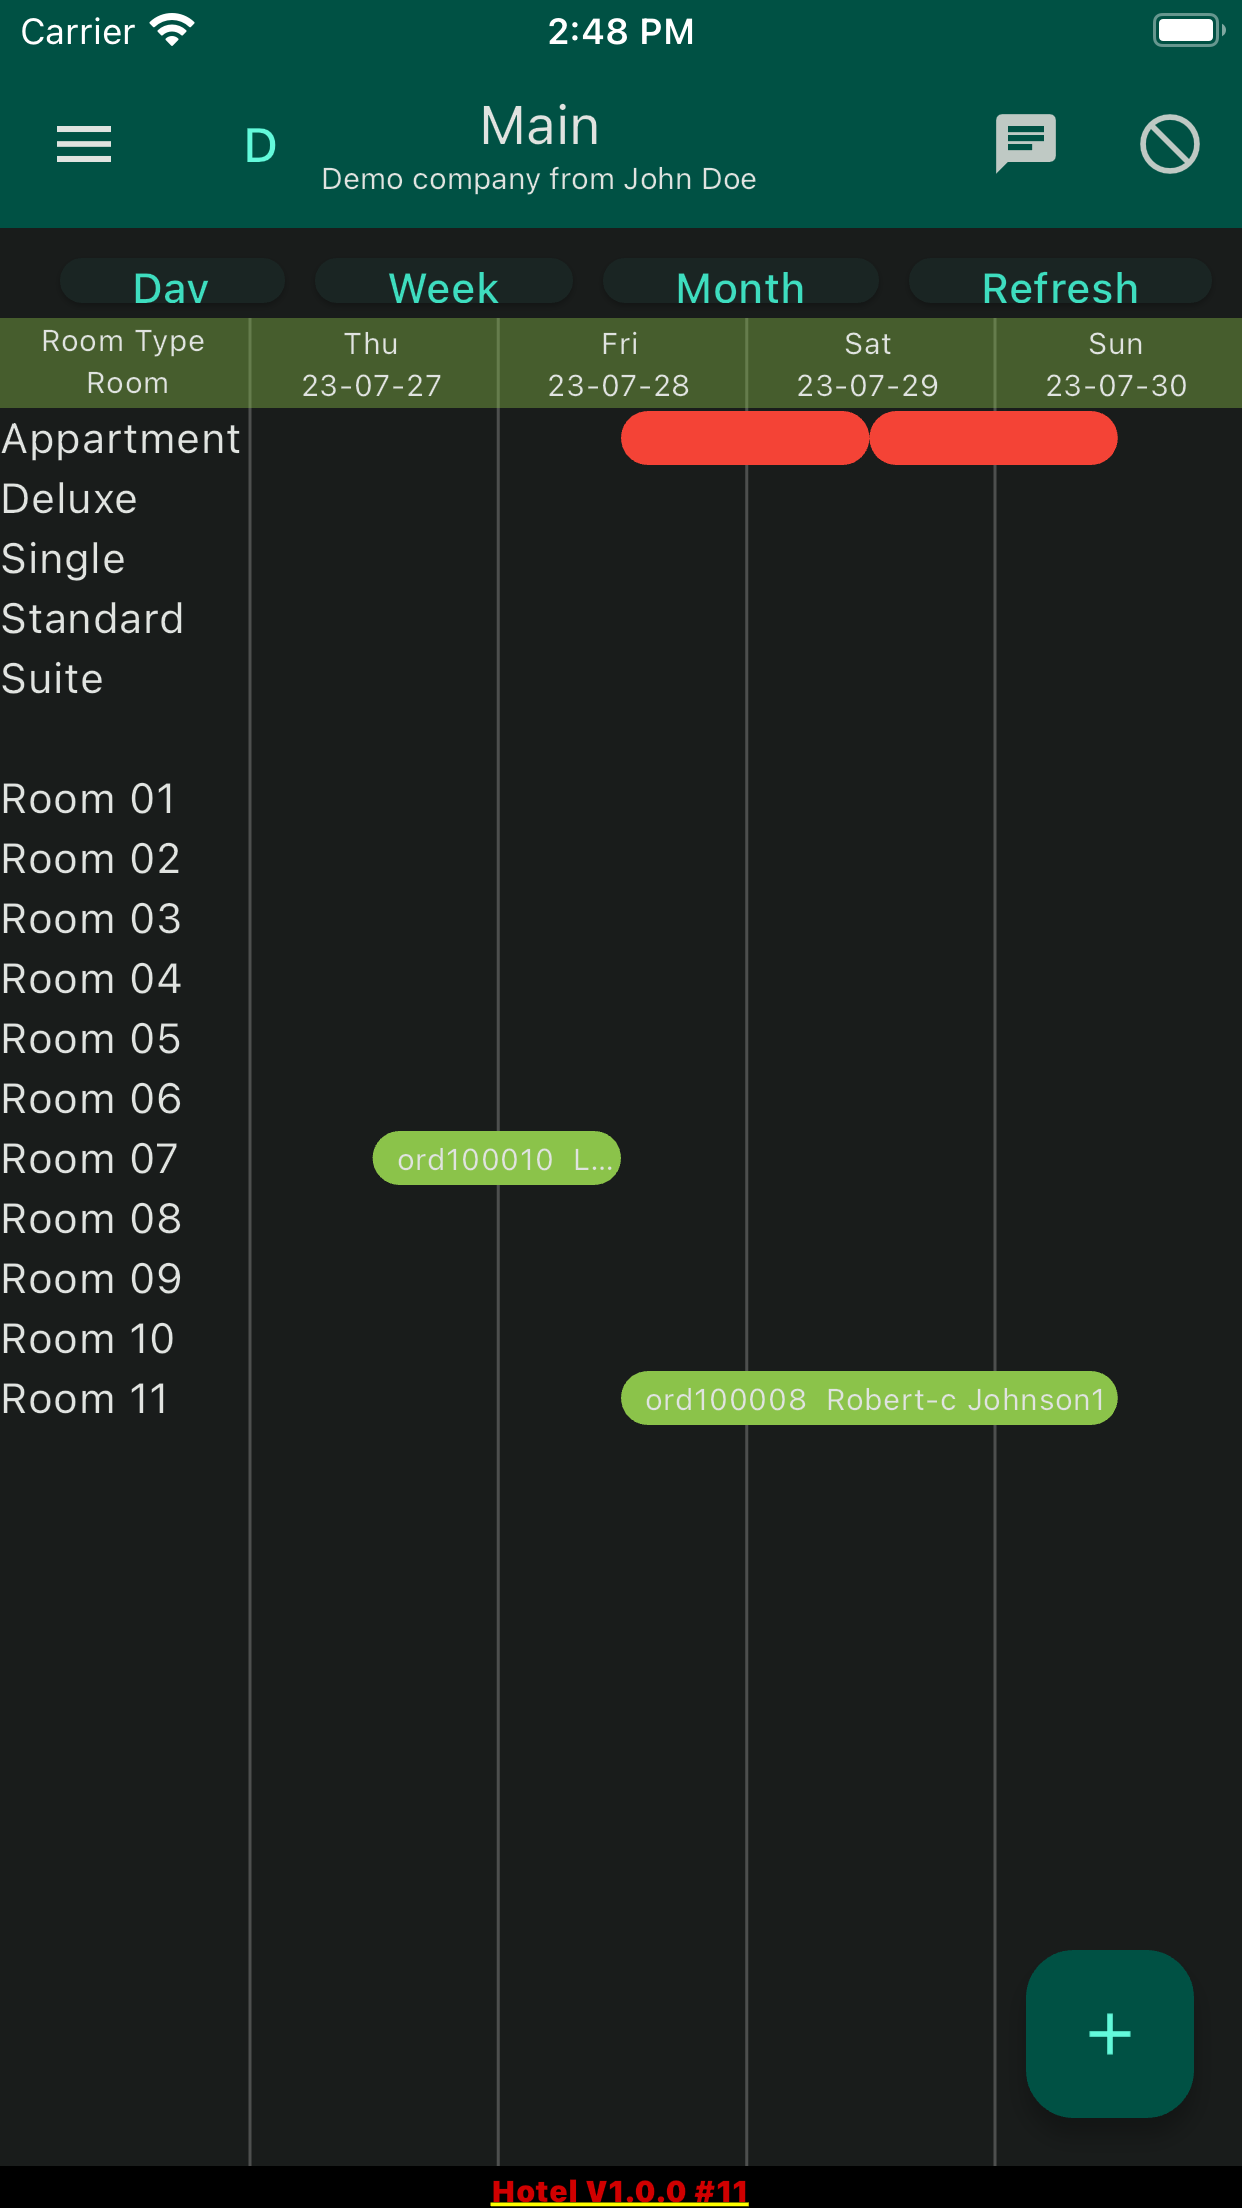 Carrier 2:48 PM
D Main
Demo company from John Doe
Day Week Month Refresh
Room Type Thu Fri Sat Sun
Room 23-07-27 23-07-28 23-07-29 23-07-30
Appartment
Deluxe
Single
Standard
Suite
Room 01
Room 02
Room 03
Room 04
Room 05
Room 06
Room 07 ord100010 L...
Room 08
Room 09
Room 10
Room 11 ord100008 Robert-c Johnson1
Hotel V1.0.0 #11